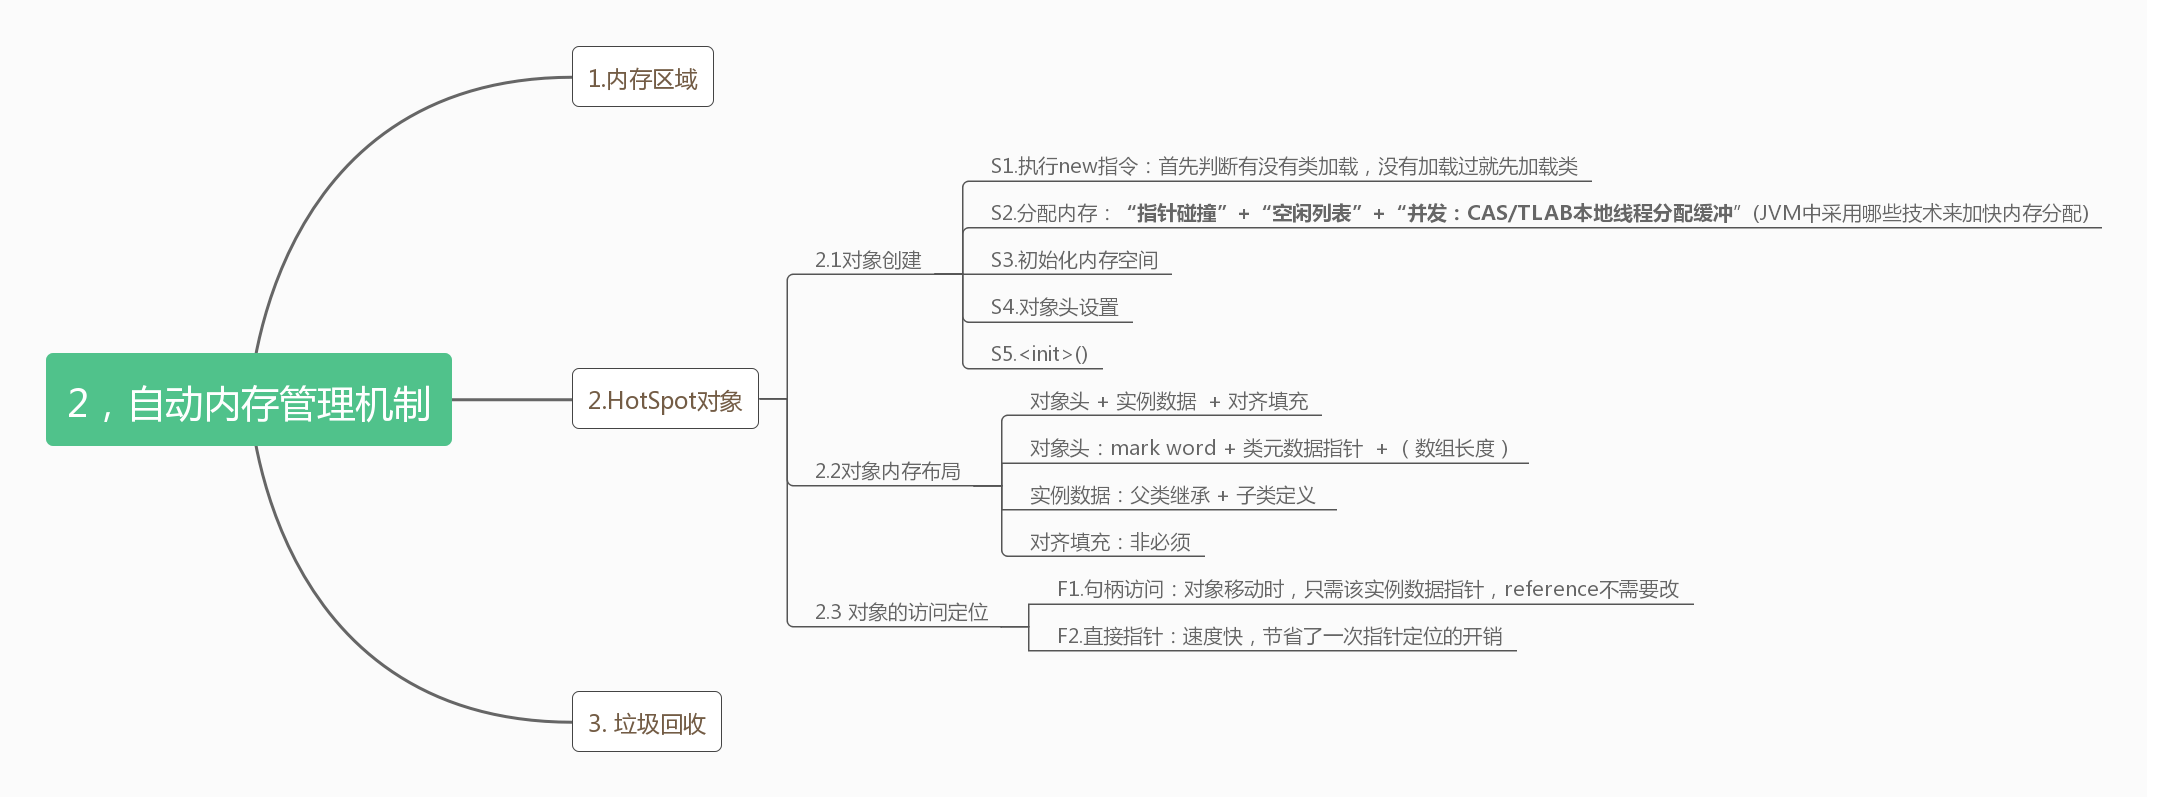 2，自动内存管理机制
1.内存区域
2.HotSpot对象
2.1对象创建
S1.执行new指令：首先判断有没有类加载，没有加载过就先加载类
S2.分配内存：“指针碰撞” + “空闲列表” + “并发：CAS/TLAB本地线程分配缓冲” (JVM中采用哪些技术来加快内存分配)
S3.初始化内存空间
S4.对象头设置
S5.<init>()
2.2对象内存布局
对象头 + 实例数据 + 对齐填充
对象头：mark word + 类元数据指针 + （数组长度）
实例数据：父类继承 + 子类定义
对齐填充：非必须
2.3 对象的访问定位
F1.句柄访问：对象移动时，只需该实例数据指针，reference不需要改
F2.直接指针：速度快，节省了一次指针定位的开销
3. 垃圾回收